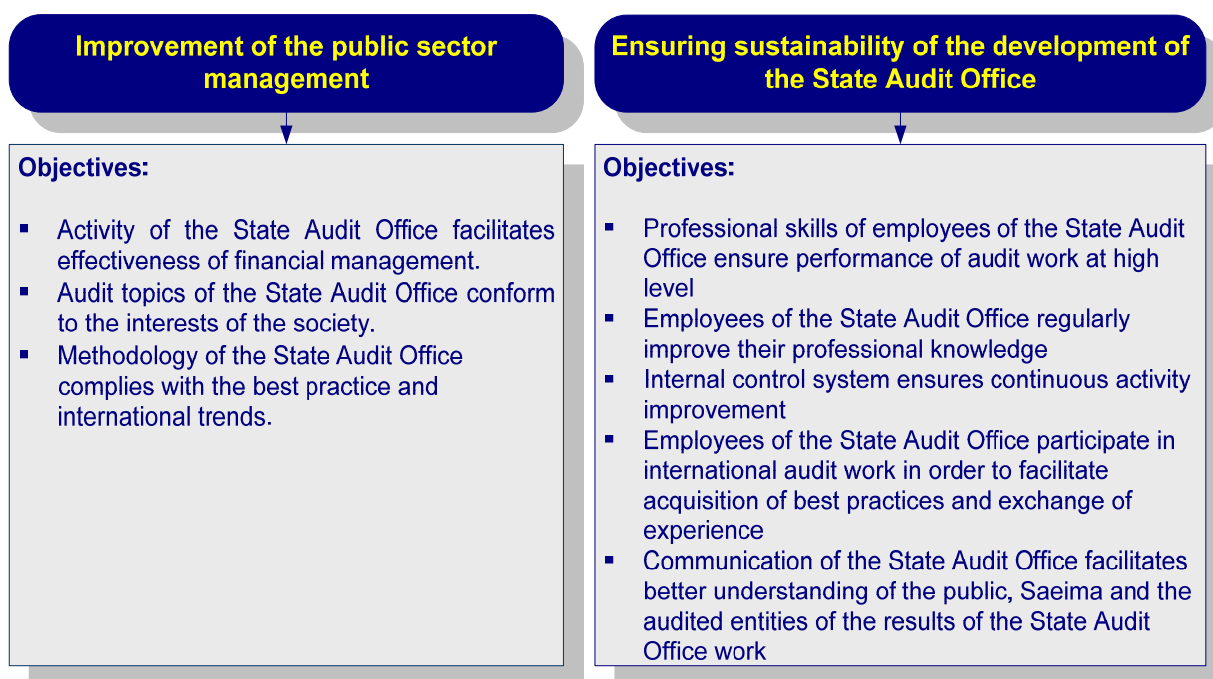 Improvement of the public sector
management
Objectives:
▪ Activity of the State Audit Office facilitates
effectiveness of financial management.
▪ Audit topics of the State Audit Office conform
to the interests of the society.
▪ Methodology of the State Audit Office
complies with the best practice and
international trends.
Ensuring sustainability of the development of
the State Audit Office
Objectives:
▪ Professional skills of employees of the State Audit
Office ensure performance of audit work at high
level
▪ Employees of the State Audit Office regularly
improve their professional knowledge
▪ Internal control system ensures continuous activity
improvement
▪ Employees of the State Audit Office participate in
international audit work in order to facilitate
acquisition of best practices and exchange of
experience
▪ Communication of the State Audit Office facilitates
better understanding of the public, Saeima and the
audited entities of the results of the State Audit
Office work